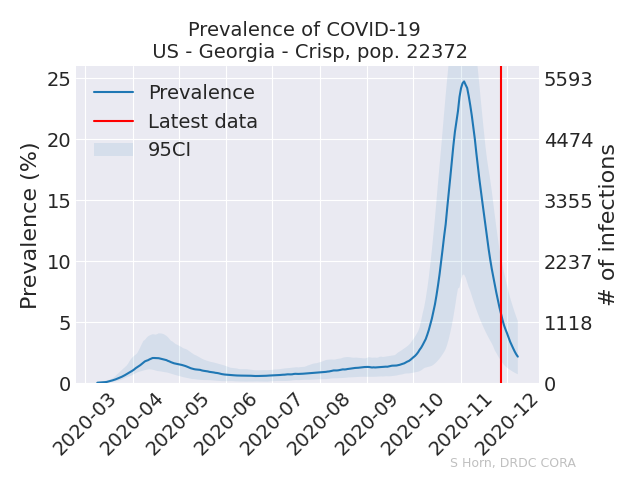 Prevalence of COVID-19
US - Georgia - Crisp, pop. 22372
Prevalence
Latest data
95CI
Prevalence (%)
25
20
15
10
5
0
5593
4474
3355
2237
1118
0
# of infections
2020-03
2020-04
2020-05
2020-06
2020-07
2020-08
2020-09
2020-10
2020-11
2020-12
S Horn, DRDC CORA